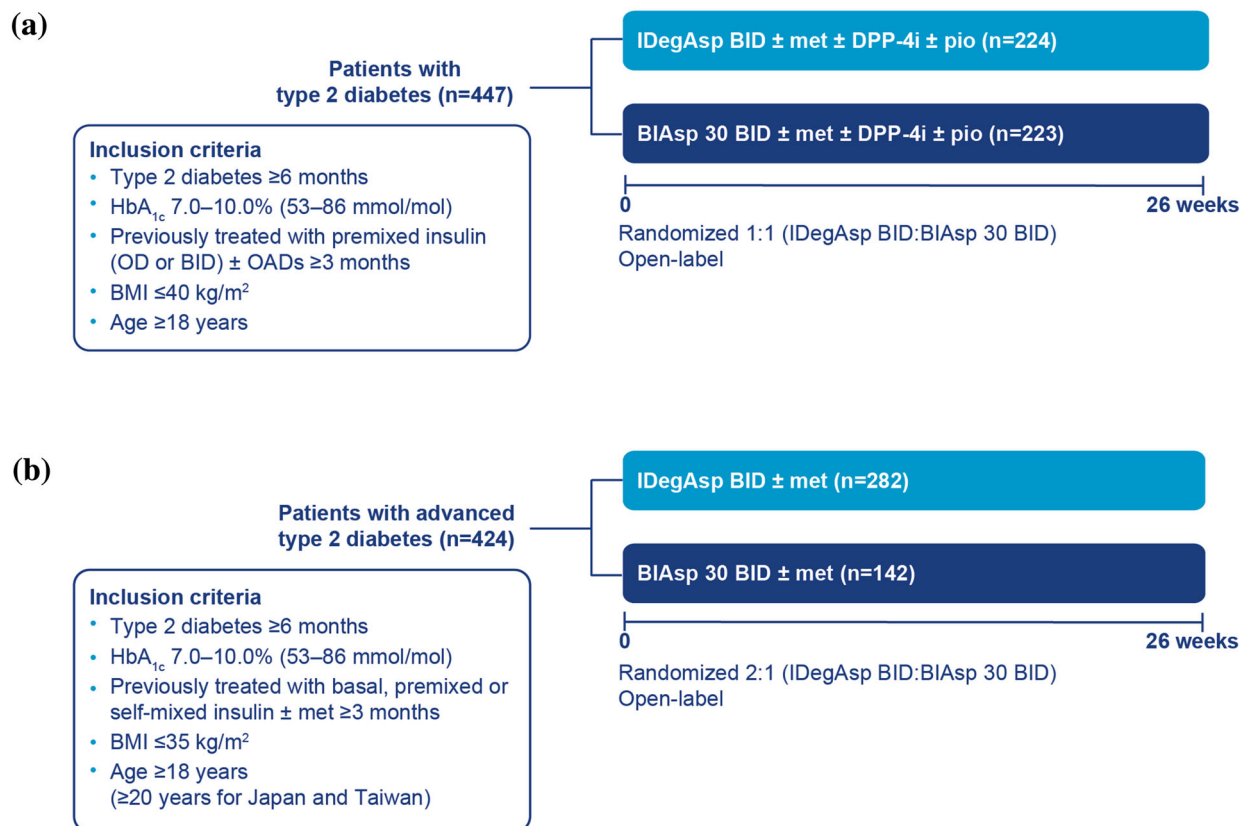 (a)
Patients with
type 2 diabetes (n=447)
IDegAsp BID ± met ± DPP-4i ± pio (n=224)
BIAsp 30 BID ± met ± DPP-4i ± pio (n=223)
Inclusion criteria
• Type 2 diabetes ≥6 months
• HbA1c 7.0–10.0% (53–86 mmol/mol)
• Previously treated with premixed insulin
(OD or BID) ± OADs ≥3 months
• BMI ≤40 kg/m²
• Age ≥18 years
0
26 weeks
Randomized 1:1 (IDegAsp BID:BIAsp 30 BID)
Open-label
(b)
Patients with advanced
type 2 diabetes (n=424)
IDegAsp BID ± met (n=282)
BIAsp 30 BID ± met (n=142)
Inclusion criteria
• Type 2 diabetes ≥6 months
• HbA1c 7.0–10.0% (53–86 mmol/mol)
• Previously treated with basal, premixed or
self-mixed insulin ± met ≥3 months
• BMI ≤35 kg/m²
• Age ≥18 years
(≥20 years for Japan and Taiwan)
0
26 weeks
Randomized 2:1 (IDegAsp BID:BIAsp 30 BID)
Open-label